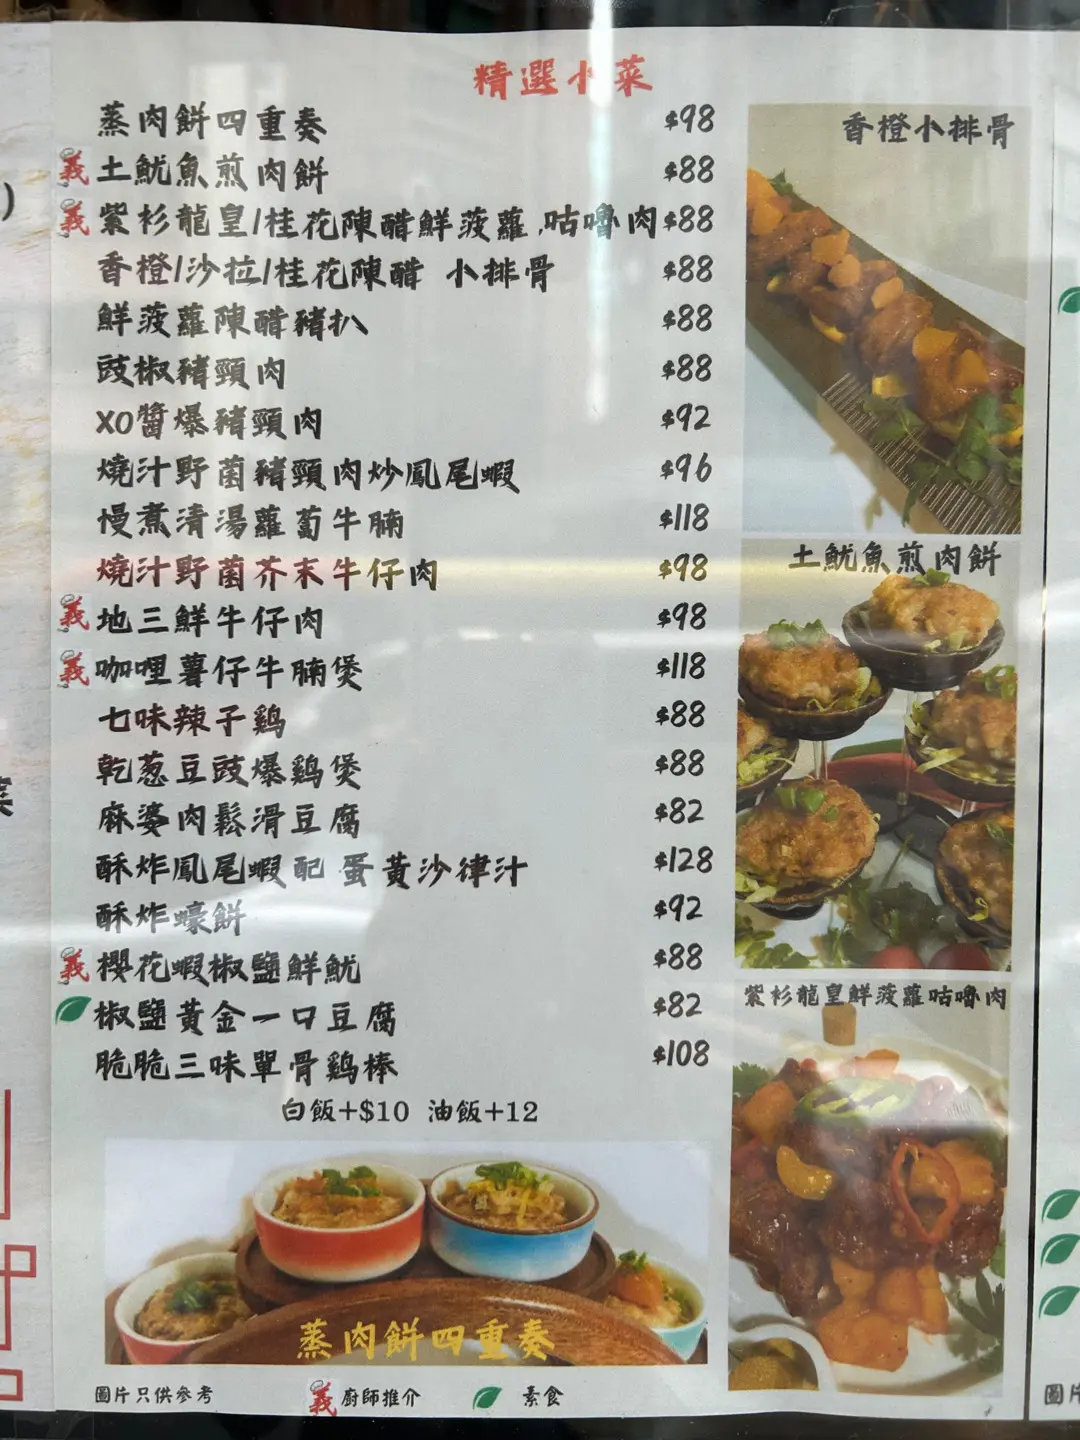 精選小菜
蒸肉餅四重奏 $98
義 土魷魚煎肉餅 $88
義 紫衫龍皇/桂花陳醋鮮菠蘿.咕嚕肉 $88
香橙/沙拉/桂花陳醋 小排骨 $88
鮮菠蘿陳醋豬扒 $88
豉椒豬頸肉 $88
XO醬爆豬頸肉 $92
燒汁野菌豬頸肉炒鳳尾蝦 $96
慢煮清湯蘿蔔牛腩 $118
燒汁野菌芥末牛仔肉 $98
義 地三鮮牛仔肉 $98
義 咖哩薯仔牛腩煲 $118
七味辣子鷄 $88
乾葱豆豉爆鷄煲 $88
麻婆肉鬆滑豆腐 $82
酥炸鳳尾蝦配 蛋黃沙律汁 $128
酥炸蠔餅 $92
義 櫻花蝦椒鹽鮮魷 $88
椒鹽黃金一口豆腐 $82
脆脆三味單骨鷄棒 $108
白飯+$10 油飯+12
蒸肉餅四重奏
圖片只供參考 義 廚師推介 素食
香橙小排骨
土魷魚煎肉餅
紫衫龍皇鮮菠蘿咕嚕肉